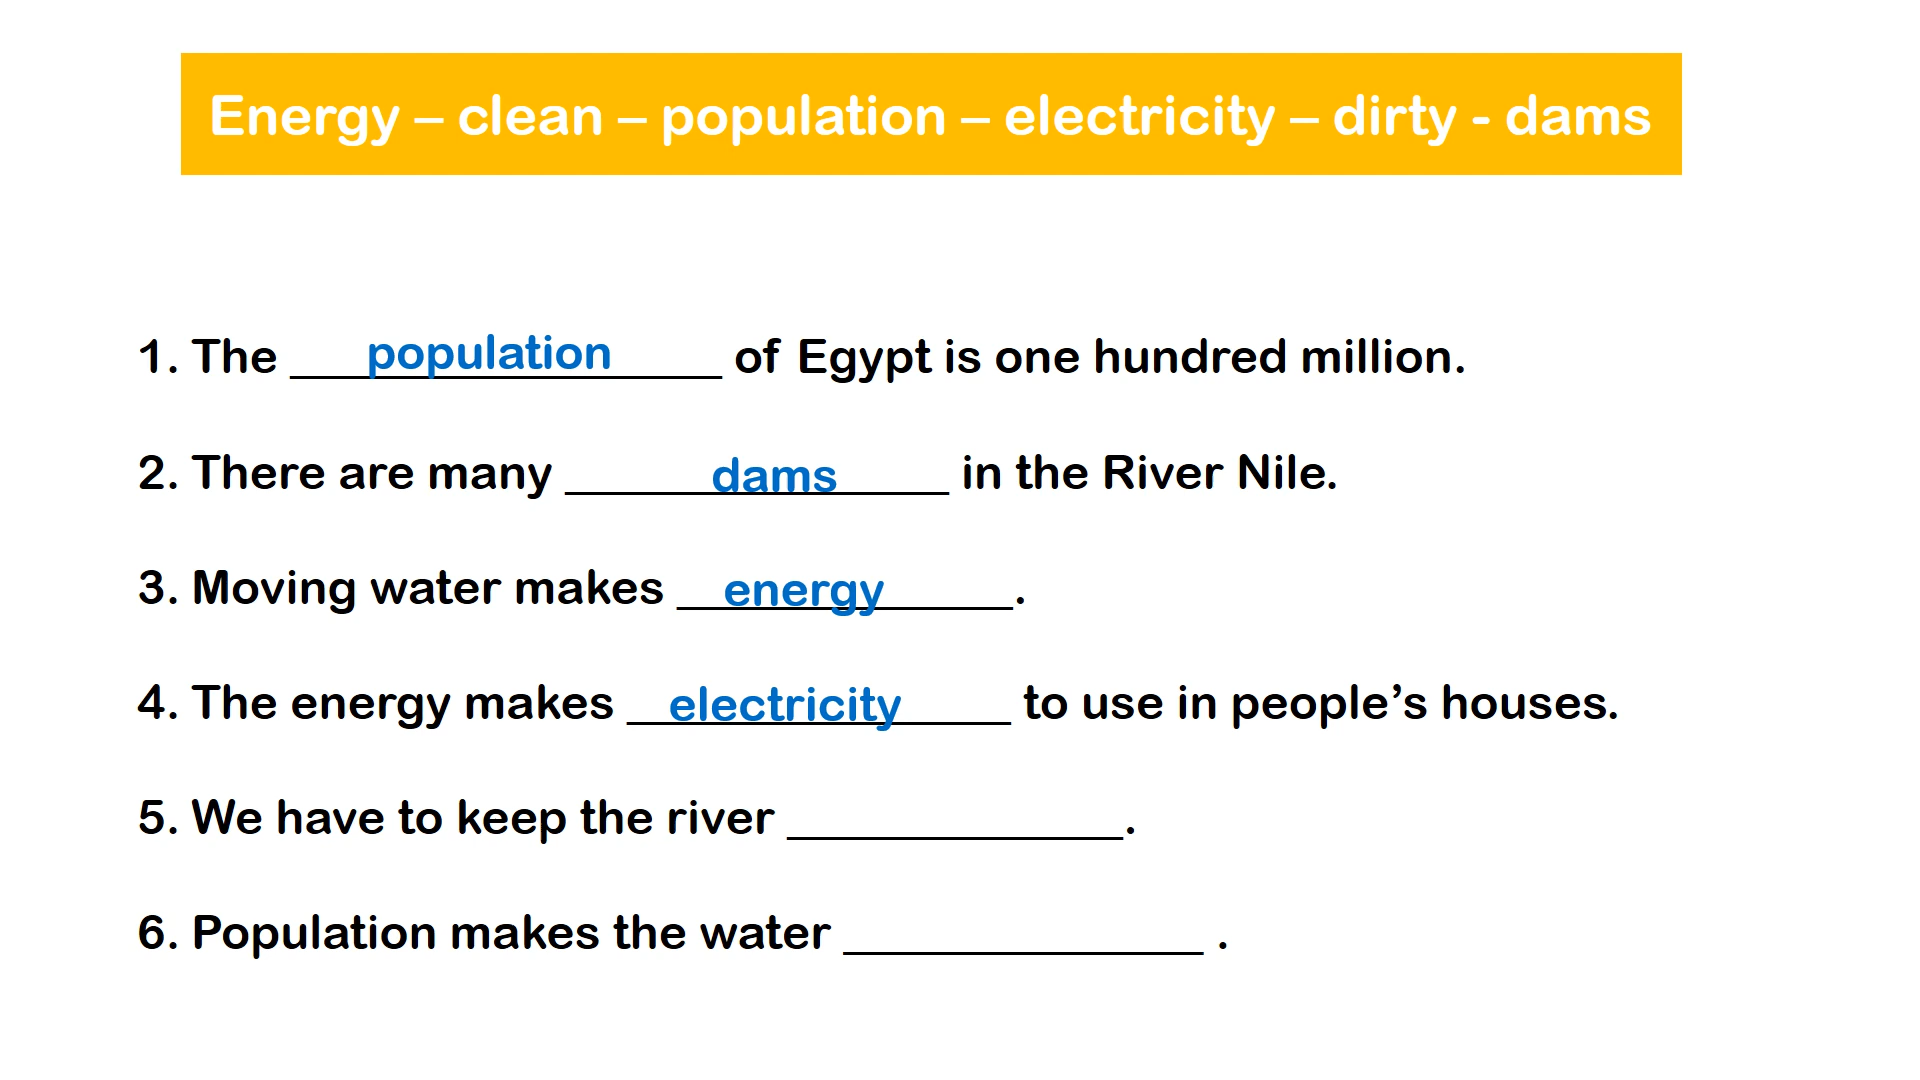 Energy – clean – population – electricity – dirty - dams
1. The population of Egypt is one hundred million.
2. There are many dams in the River Nile.
3. Moving water makes energy.
4. The energy makes electricity to use in people’s houses.
5. We have to keep the river ______________.
6. Population makes the water _______________ .